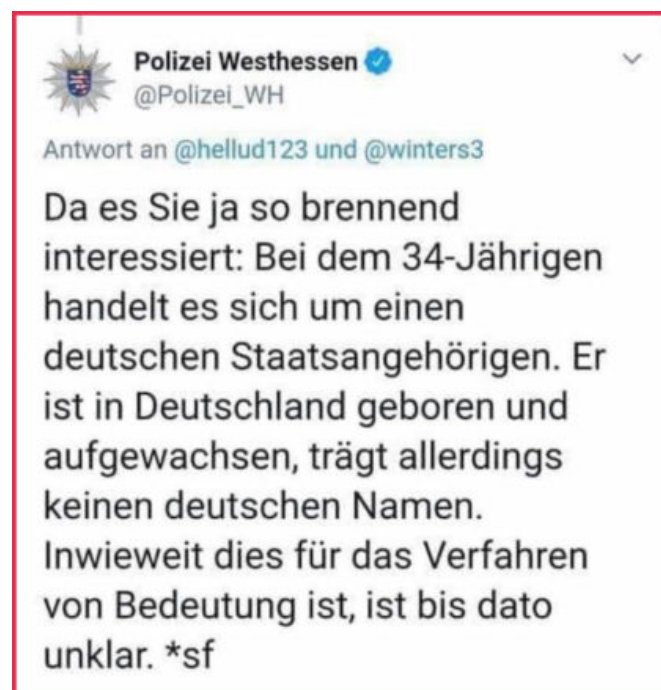 Polizei Westhessen
@Polizei_WH
Antwort an @hellud123 und @winters3
Da es Sie ja so brennend
interessiert: Bei dem 34-Jährigen
handelt es sich um einen
deutschen Staatsangehörigen. Er
ist in Deutschland geboren und
aufgewachsen, trägt allerdings
keinen deutschen Namen.
Inwieweit dies für das Verfahren
von Bedeutung ist, ist bis dato
unklar. *sf